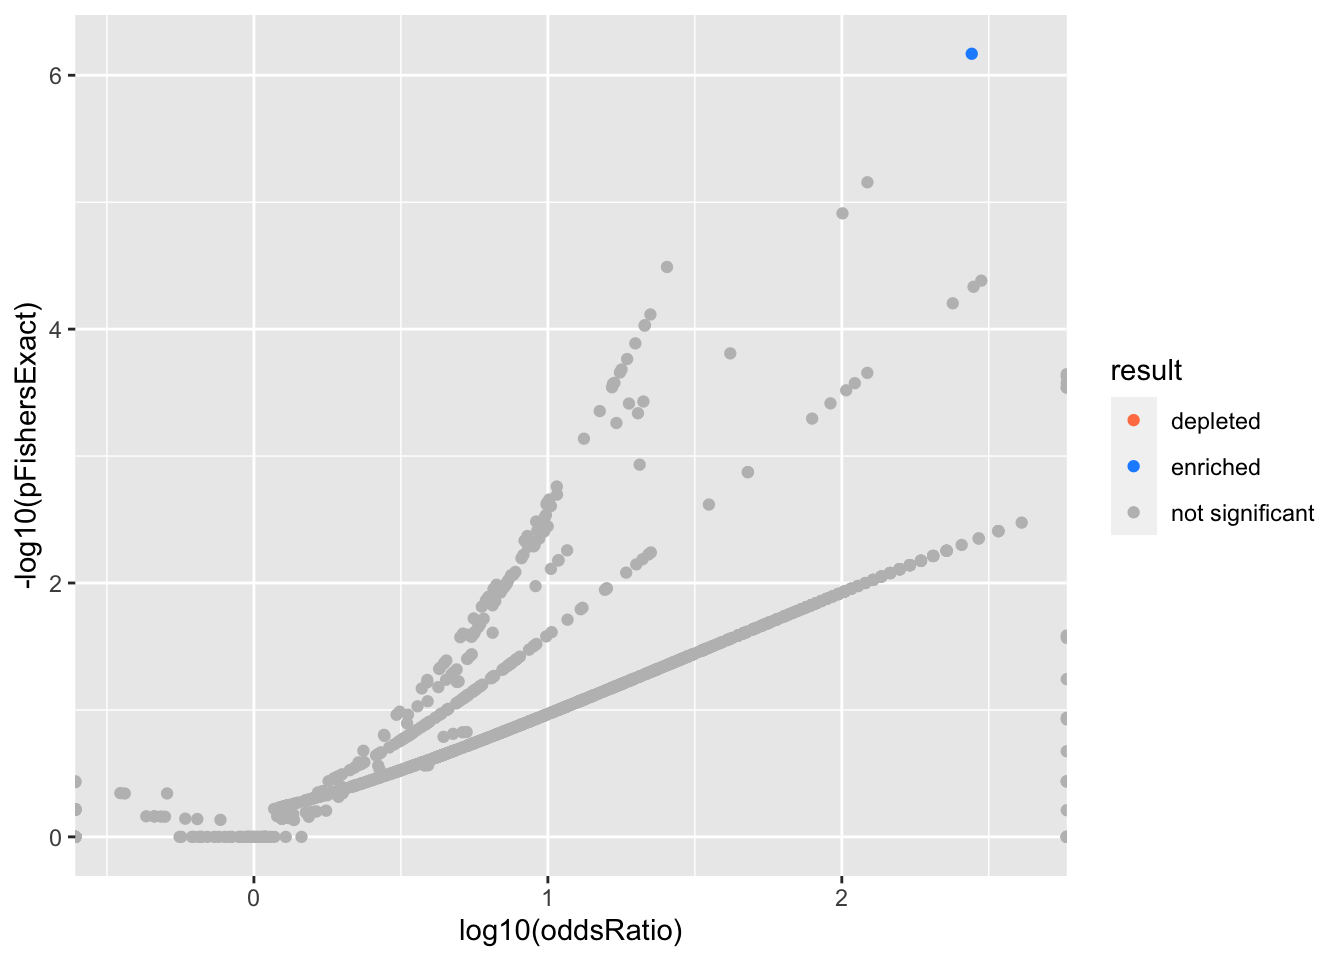 6
4
2
0
-log10(pFishersExact)
0
1
2
log10(oddsRatio)
result
depleted
enriched
not significant